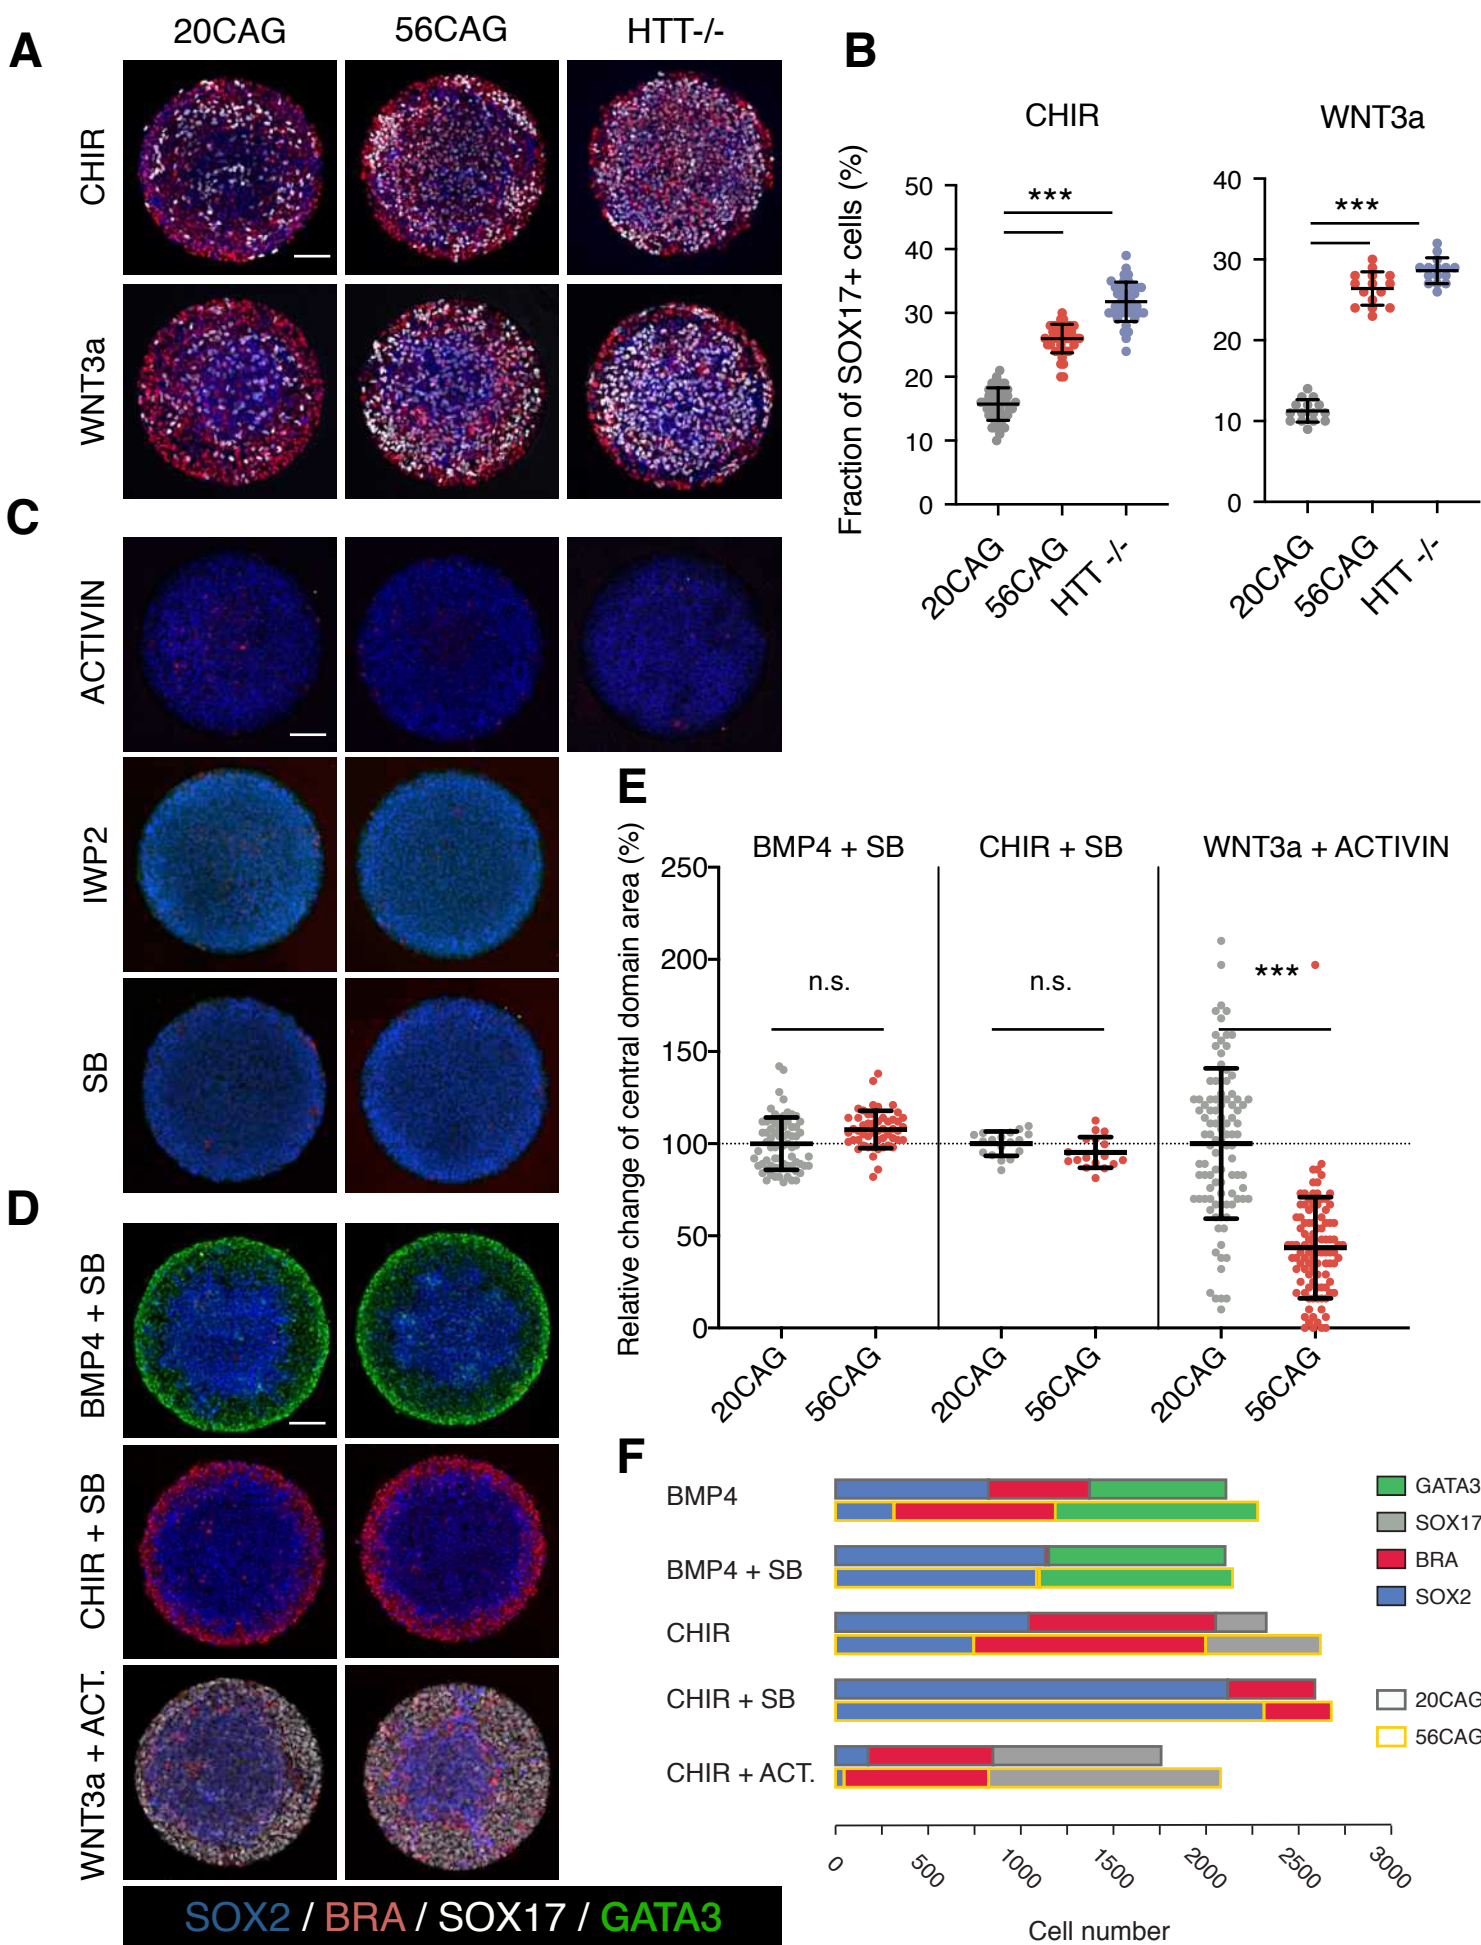 A
20CAG
56CAG
HTT-/-
CHIR
WNT3a
B
CHIR
WNT3a
Fraction of SOX17+ cells (%)
50
40
30
20
10
0
***
20CAG
56CAG
HTT -/-
40
30
20
10
0
***
20CAG
56CAG
HTT -/-
C
ACTIVIN
IWP2
SB
D
BMP4 + SB
CHIR + SB
WNT3a + ACT.
SOX2 / BRA / SOX17 / GATA3
E
Relative change of central domain area (%)
BMP4 + SB
CHIR + SB
WNT3a + ACTIVIN
250
200
150
100
50
0
n.s.
n.s.
***
20CAG
56CAG
20CAG
56CAG
20CAG
56CAG
F
BMP4
BMP4 + SB
CHIR
CHIR + SB
CHIR + ACT.
GATA3
SOX17
BRA
SOX2
20CAG
56CAG
0
500
1000
1500
2000
2500
3000
Cell number